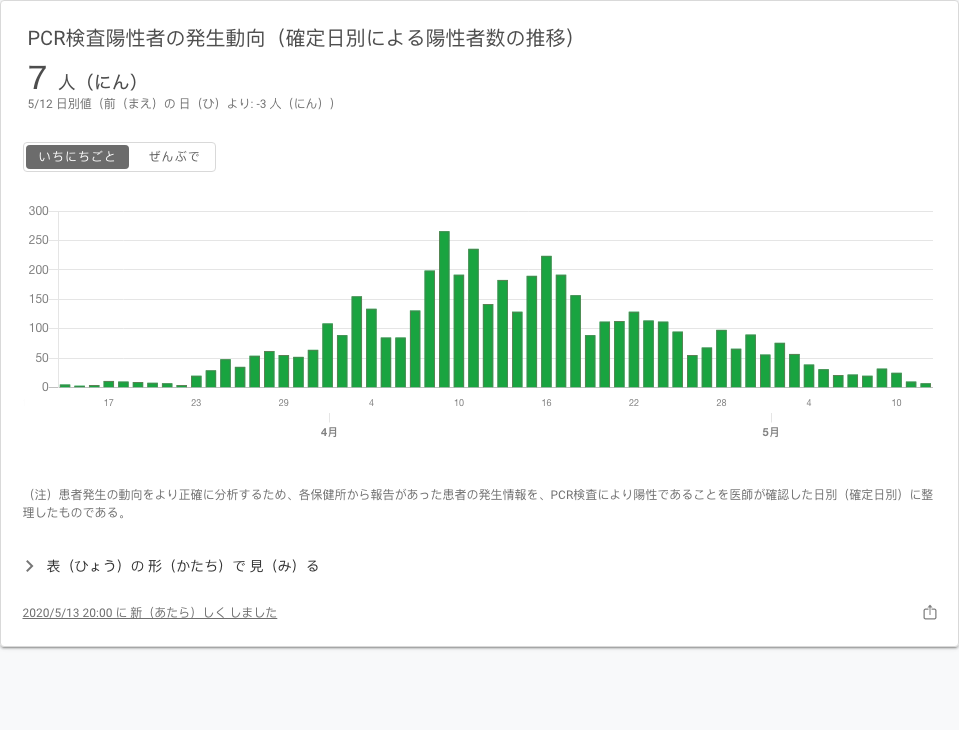 PCR検査陽性者の発生動向（確定日別による陽性者数の推移）
7 人（にん）
5/12 日別値（前（まえ）の 日（ひ）より: -3 人（にん））
いちにちごと ぜんぶで
300
250
200
150
100
50
0
17 23 29 4 10 16 22 28 4 10
4月 5月
（注）患者発生の動向をより正確に分析するため、各保健所から報告があった患者の発生情報を、PCR検査により陽性であることを医師が確認した日別（確定日別）に整
理したものである。
表（ひょう）の 形（かたち）で 見（み）る
2020/5/13 20:00 に 新（あたら）しく しました